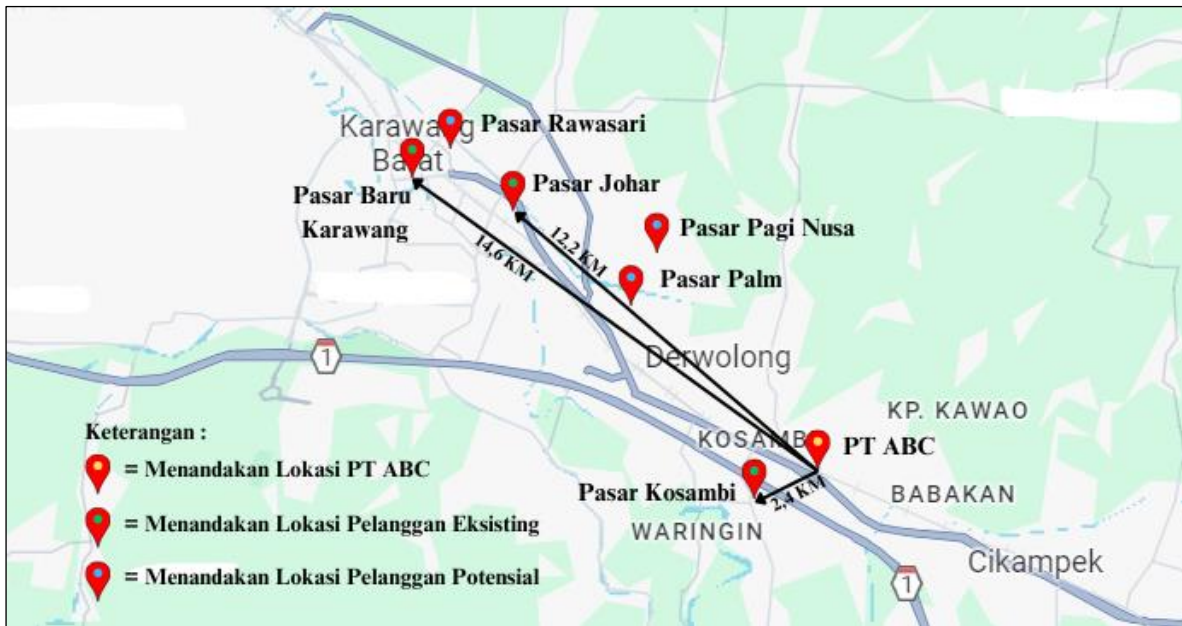 Karawang
Barat
Pasar Rawasari
Pasar Johar
Pasar Baru
Karawang
Pasar Pagi Nusa
12,2 KM
14,6 KM
Pasar Palm
1
Derwolong
KP. KAWAO
KOSAMB
PT ABC
Pasar Kosambi
2,4 KM
BABAKAN
WARINGIN
Cikampek
1
Keterangan :
= Menandakan Lokasi PT ABC
= Menandakan Lokasi Pelanggan Eksisting
= Menandakan Lokasi Pelanggan Potensial